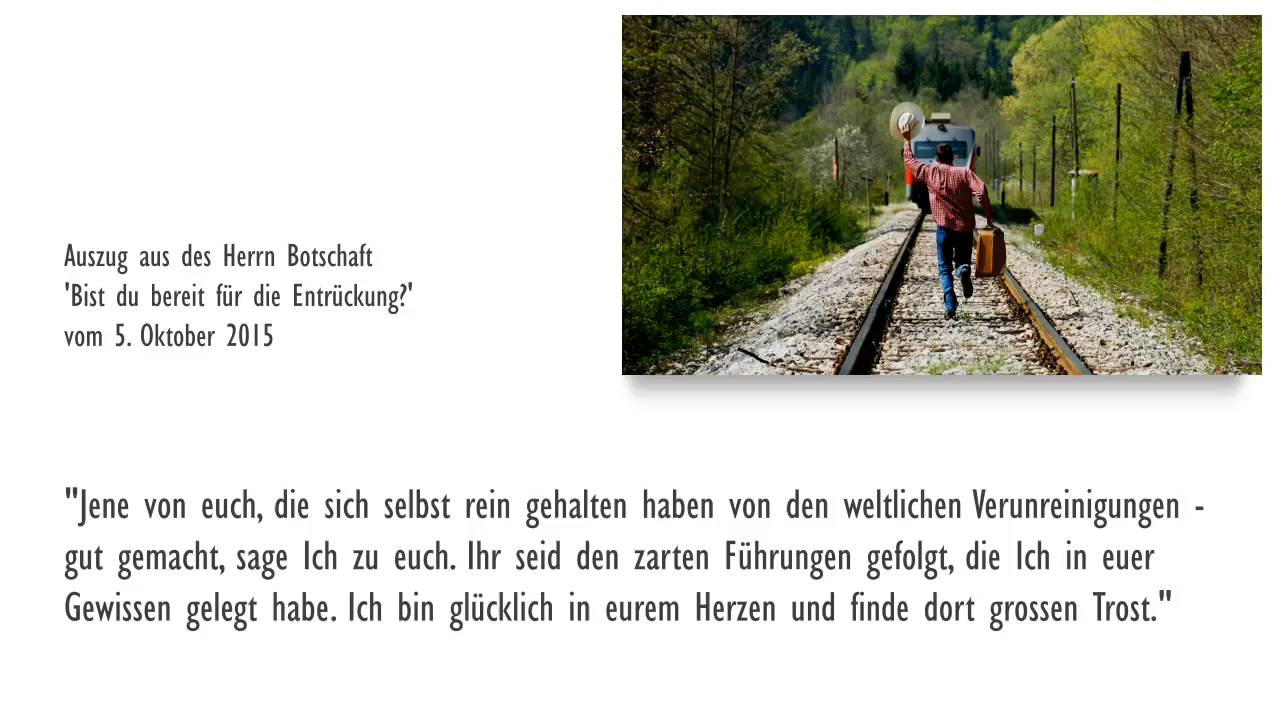 Auszug aus des Herrn Botschaft
'Bist du bereit für die Entrückung?'
vom 5. Oktober 2015
"Jene von euch, die sich selbst rein gehalten haben von den weltlichen Verunreinigungen -
gut gemacht, sage Ich zu euch. Ihr seid den zarten Führungen gefolgt, die Ich in euer
Gewissen gelegt habe. Ich bin glücklich in eurem Herzen und finde dort grossen Trost."